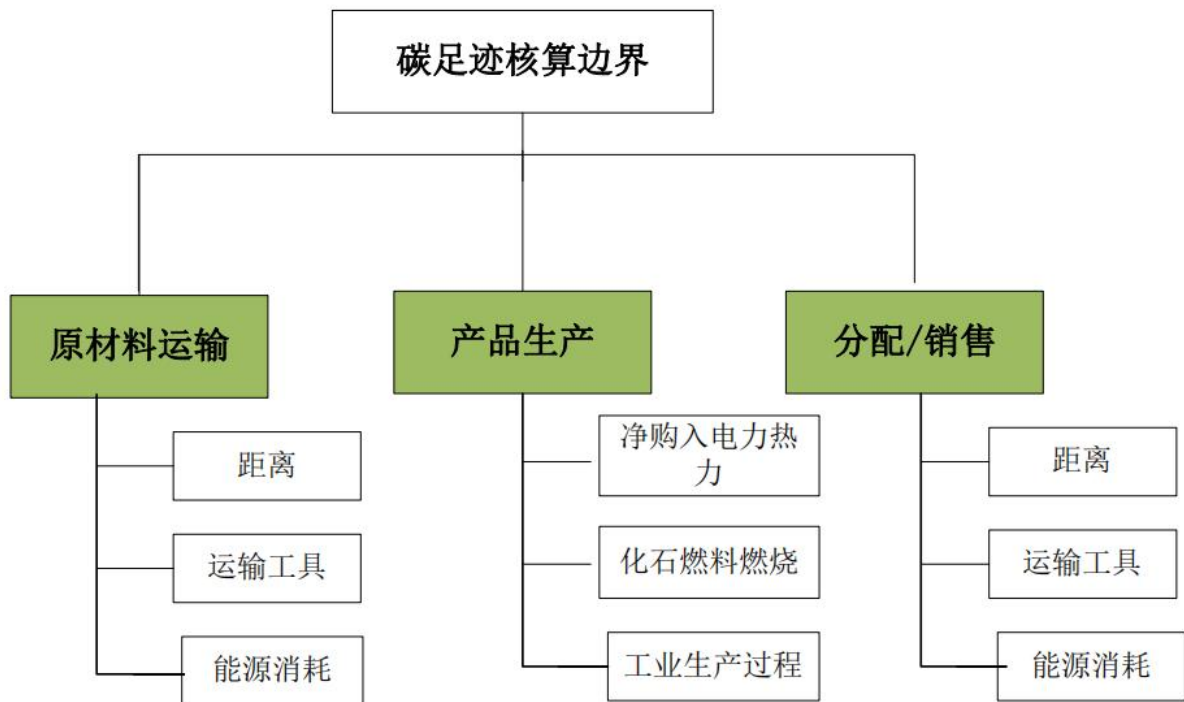 碳足迹核算边界
原材料运输
产品生产
分配/销售
距离
运输工具
能源消耗
净购入电力热
力
化石燃料燃烧
工业生产过程
距离
运输工具
能源消耗